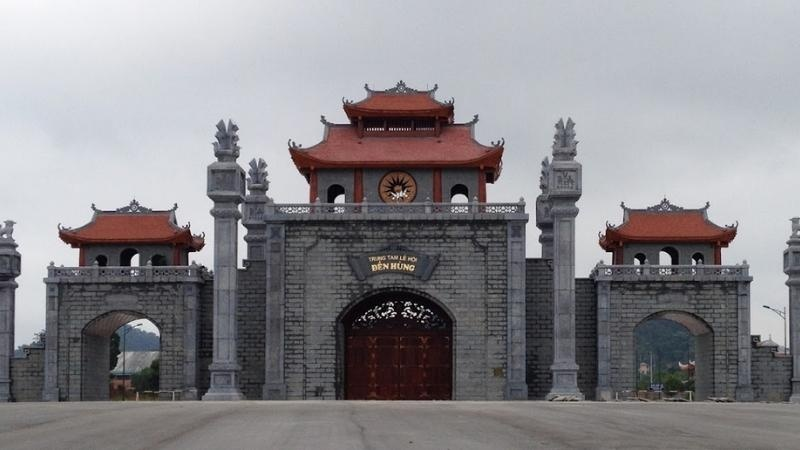 TRUNG TÂM LỄ HỘI
ĐỀN HÙNG